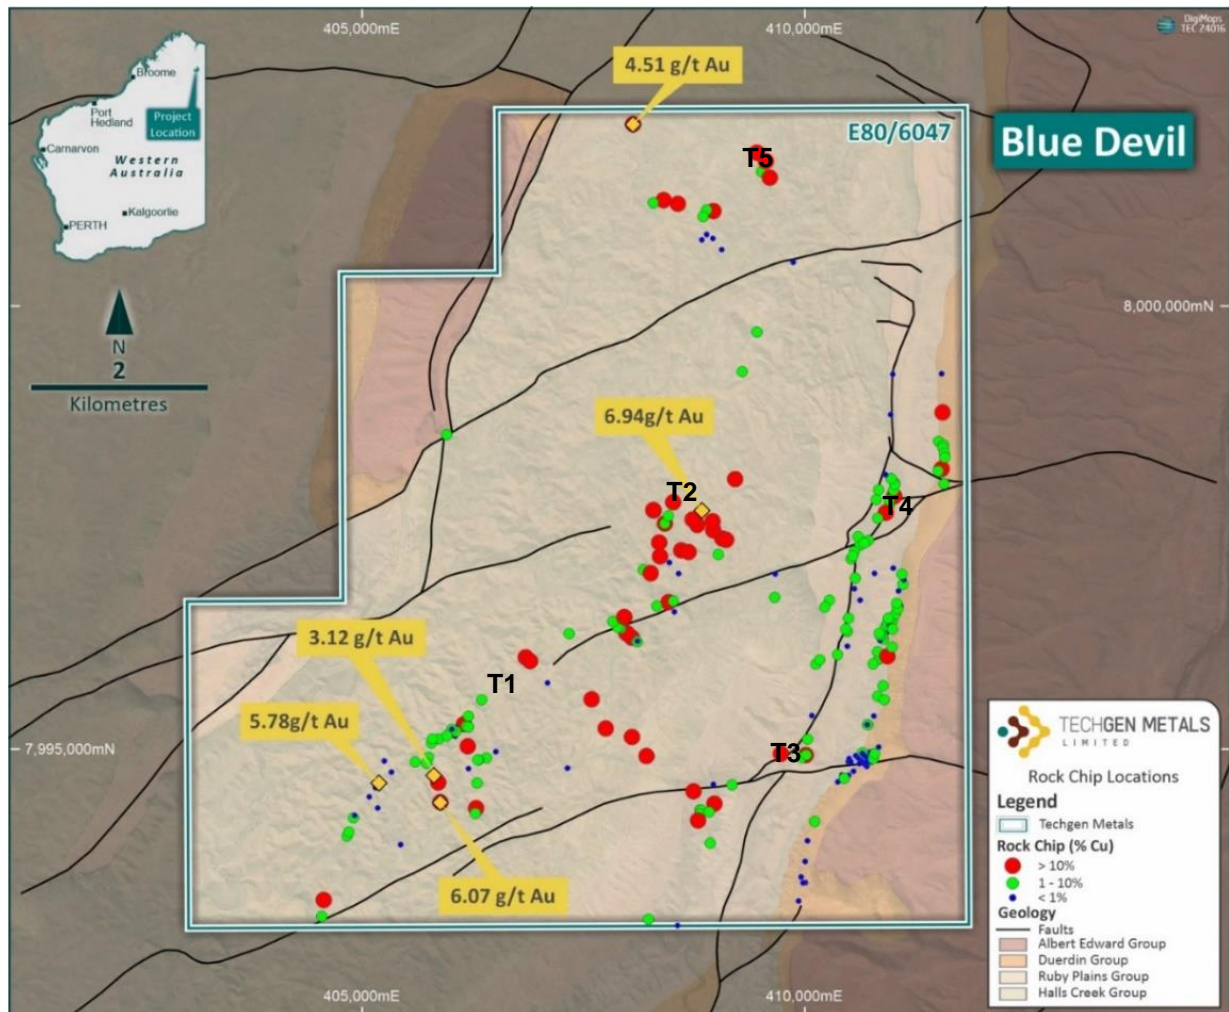 405,000mE
410,000mE
DigiMaps
TEC 24016
4.51 g/t Au
Broome
Port
Hedland
Project
Location
Carnarvon
Western
Australia
Kalgoorlie
PERTH
E80/6047
Blue Devil
T5
8,000,000mN
N
2
Kilometres
6.94g/t Au
T2
T4
3.12 g/t Au
T1
5.78g/t Au
7,995,000mN
T3
6.07 g/t Au
TECHGEN METALS
LIMITED
Rock Chip Locations
Legend
Techgen Metals
Rock Chip (% Cu)
> 10%
1 - 10%
< 1%
Geology
Faults
Albert Edward Group
Duerdin Group
Ruby Plains Group
Halls Creek Group
405,000mE
410,000mE